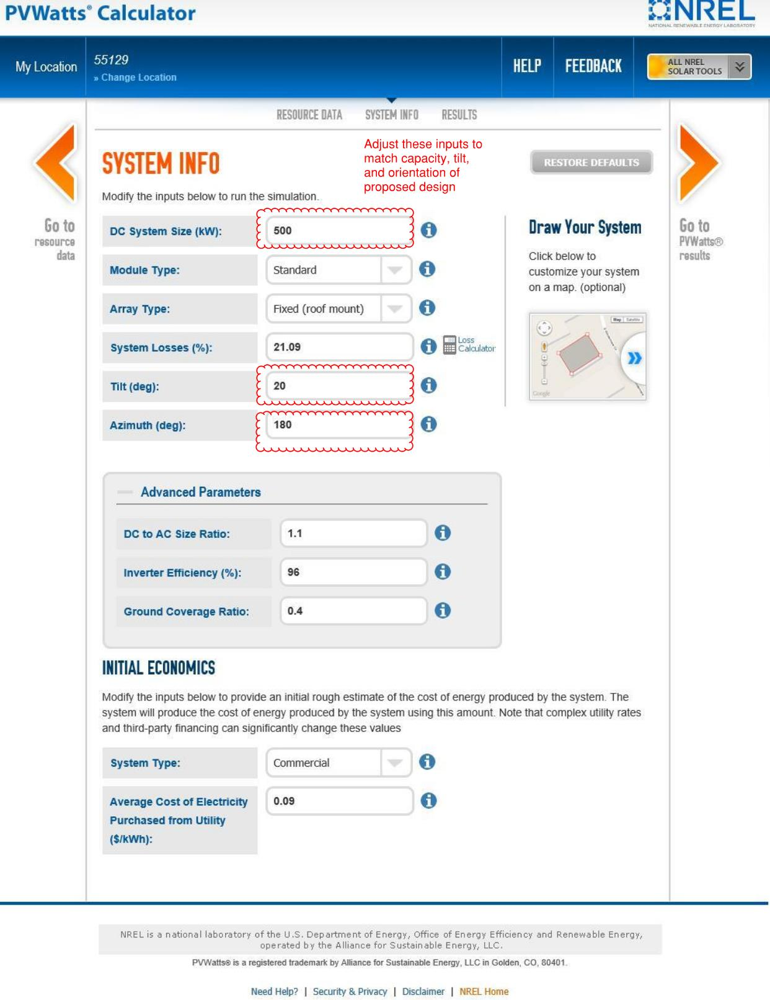 PVWatts® Calculator
NREL
NATIONAL RENEWABLE ENERGY LABORATORY
My Location
55129
» Change Location
HELP
FEEDBACK
ALL NREL
SOLAR TOOLS
RESOURCE DATA
SYSTEM INFO
RESULTS
Go to
resource
data
SYSTEM INFO
Adjust these inputs to
match capacity, tilt,
and orientation of
proposed design
RESTORE DEFAULTS
Modify the inputs below to run the simulation.
DC System Size (kW):
500
Module Type:
Standard
Array Type:
Fixed (roof mount)
System Losses (%):
21.09
Loss
Calculator
Tilt (deg):
20
Azimuth (deg):
180
Draw Your System
Click below to
customize your system
on a map. (optional)
Map
Satellite
Google
Go to
PVWatts®
results
Advanced Parameters
DC to AC Size Ratio:
1.1
Inverter Efficiency (%):
96
Ground Coverage Ratio:
0.4
INITIAL ECONOMICS
Modify the inputs below to provide an initial rough estimate of the cost of energy produced by the system. The
system will produce the cost of energy produced by the system using this amount. Note that complex utility rates
and third-party financing can significantly change these values
System Type:
Commercial
Average Cost of Electricity
Purchased from Utility
($/kWh):
0.09
NREL is a national laboratory of the U.S. Department of Energy, Office of Energy Efficiency and Renewable Energy,
operated by the Alliance for Sustainable Energy, LLC.
PVWatts® is a registered trademark by Alliance for Sustainable Energy, LLC in Golden, CO, 80401.
Need Help? | Security & Privacy | Disclaimer | NREL Home